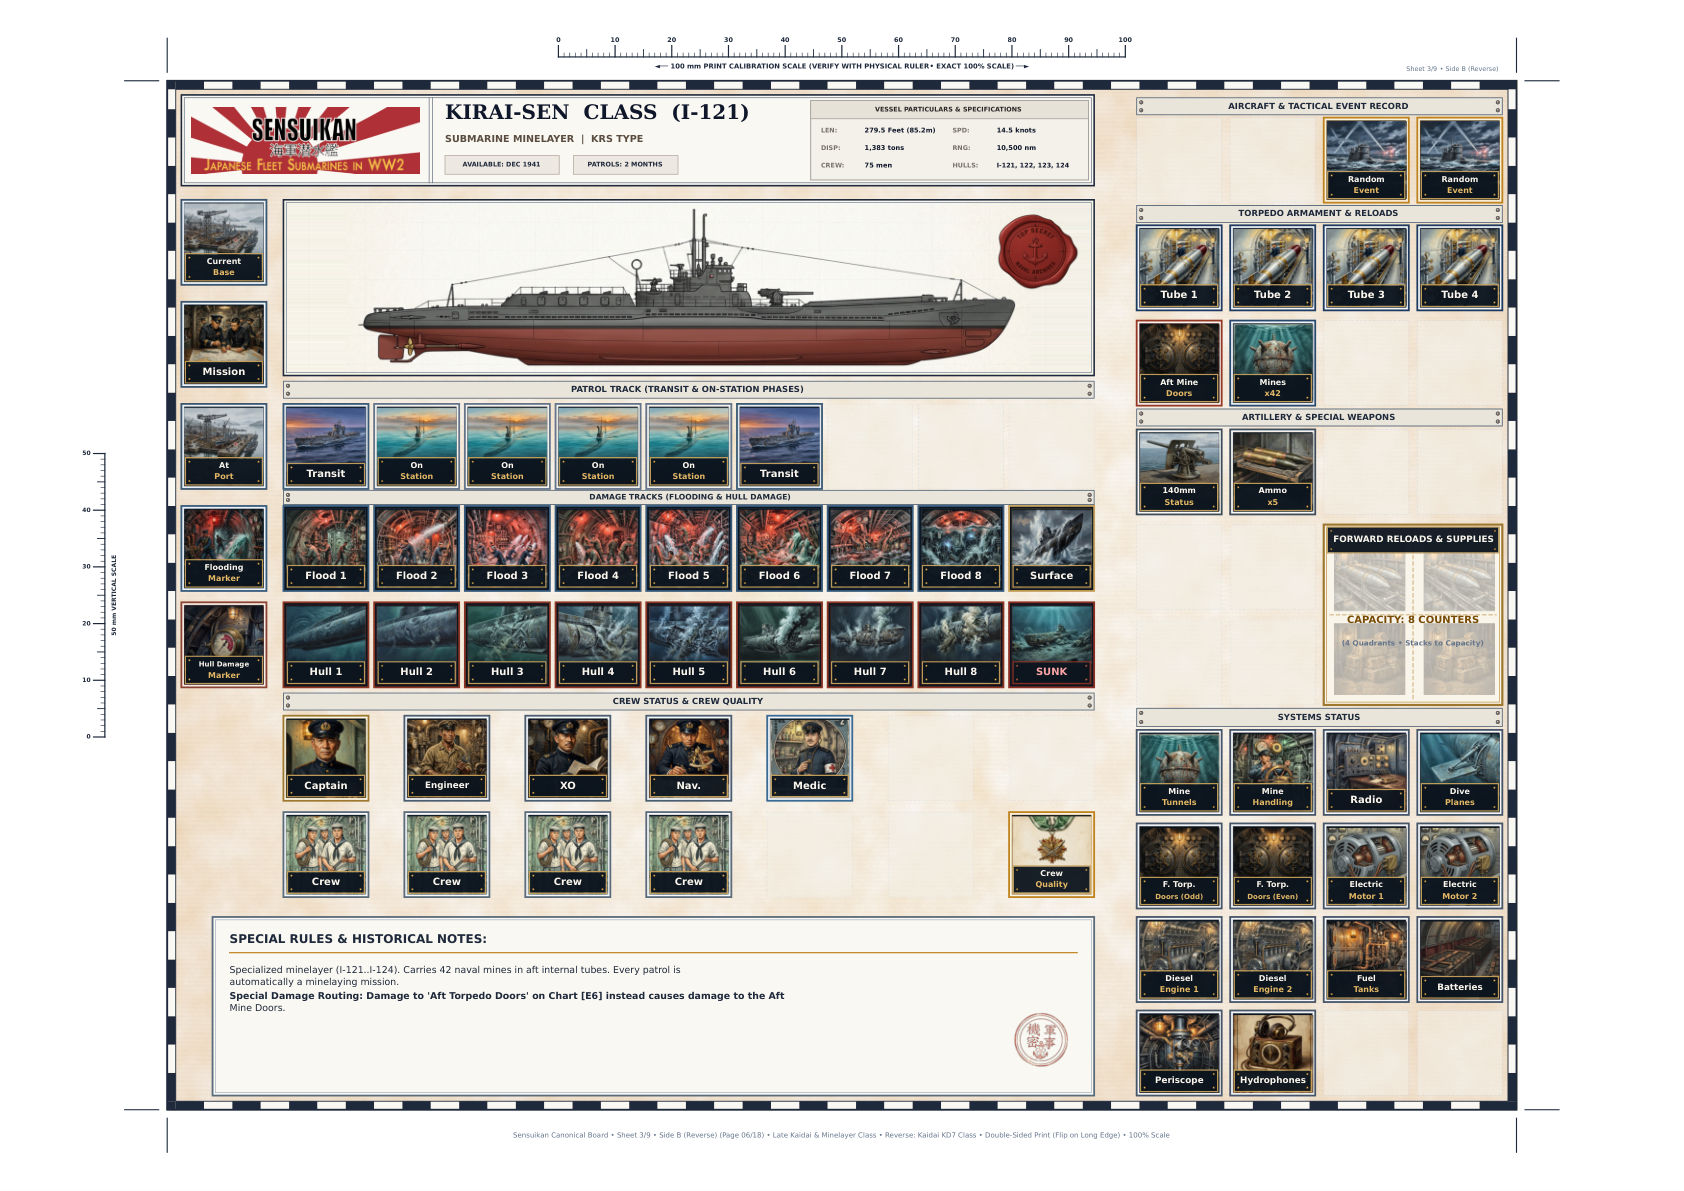 0 10 20 30 40 50 60 70 80 90 100
100 mm PRINT CALIBRATION SCALE (VERIFY WITH PHYSICAL RULER• EXACT 100% SCALE)
Sheet 3/9 • Side B (Reverse)
SENSUIKAN
海軍潜水艦
JAPANESE FLEET SUBMARINES IN WW2
KIRAI-SEN CLASS (I-121)
SUBMARINE MINELAYER | KRS TYPE
AVAILABLE: DEC 1941
PATROLS: 2 MONTHS
VESSEL PARTICULARS & SPECIFICATIONS
LEN: 279.5 Feet (85.2m) SPD: 14.5 knots
DISP: 1,383 tons RNG: 10,500 nm
CREW: 75 men HULLS: I-121, 122, 123, 124
AIRCRAFT & TACTICAL EVENT RECORD
Random Event
Random Event
TORPEDO ARMAMENT & RELOADS
Tube 1
Tube 2
Tube 3
Tube 4
Aft Mine Doors
Mines x42
ARTILLERY & SPECIAL WEAPONS
140mm Status
Ammo x5
FORWARD RELOADS & SUPPLIES
CAPACITY: 8 COUNTERS
(4 Quadrants • Stacks to Capacity)
SYSTEMS STATUS
Mine Tunnels
Mine Handling
Radio
Dive Planes
F. Torp. Doors (Odd)
F. Torp. Doors (Even)
Electric Motor 1
Electric Motor 2
Diesel Engine 1
Diesel Engine 2
Fuel Tanks
Batteries
Periscope
Hydrophones
Current Base
Mission
TOP SECRET
NAVAL ARCHIVES
PATROL TRACK (TRANSIT & ON-STATION PHASES)
At Port
Transit
On Station
On Station
On Station
On Station
Transit
DAMAGE TRACKS (FLOODING & HULL DAMAGE)
Flooding Marker
Flood 1
Flood 2
Flood 3
Flood 4
Flood 5
Flood 6
Flood 7
Flood 8
Surface
Hull Damage Marker
Hull 1
Hull 2
Hull 3
Hull 4
Hull 5
Hull 6
Hull 7
Hull 8
SUNK
CREW STATUS & CREW QUALITY
Captain
Engineer
XO
Nav.
Medic
Crew
Crew
Crew
Crew
Crew Quality
50 40 30 20 10 0
50 mm VERTICAL SCALE
SPECIAL RULES & HISTORICAL NOTES:
Specialized minelayer (I-121..I-124). Carries 42 naval mines in aft internal tubes. Every patrol is
automatically a minelaying mission.
Special Damage Routing: Damage to 'Aft Torpedo Doors' on Chart [E6] instead causes damage to the Aft
Mine Doors.
軍事
機密
Sensuikan Canonical Board • Sheet 3/9 • Side B (Reverse) (Page 06/18) • Late Kaidai & Minelayer Class • Reverse: Kaidai KD7 Class • Double-Sided Print (Flip on Long Edge) • 100% Scale